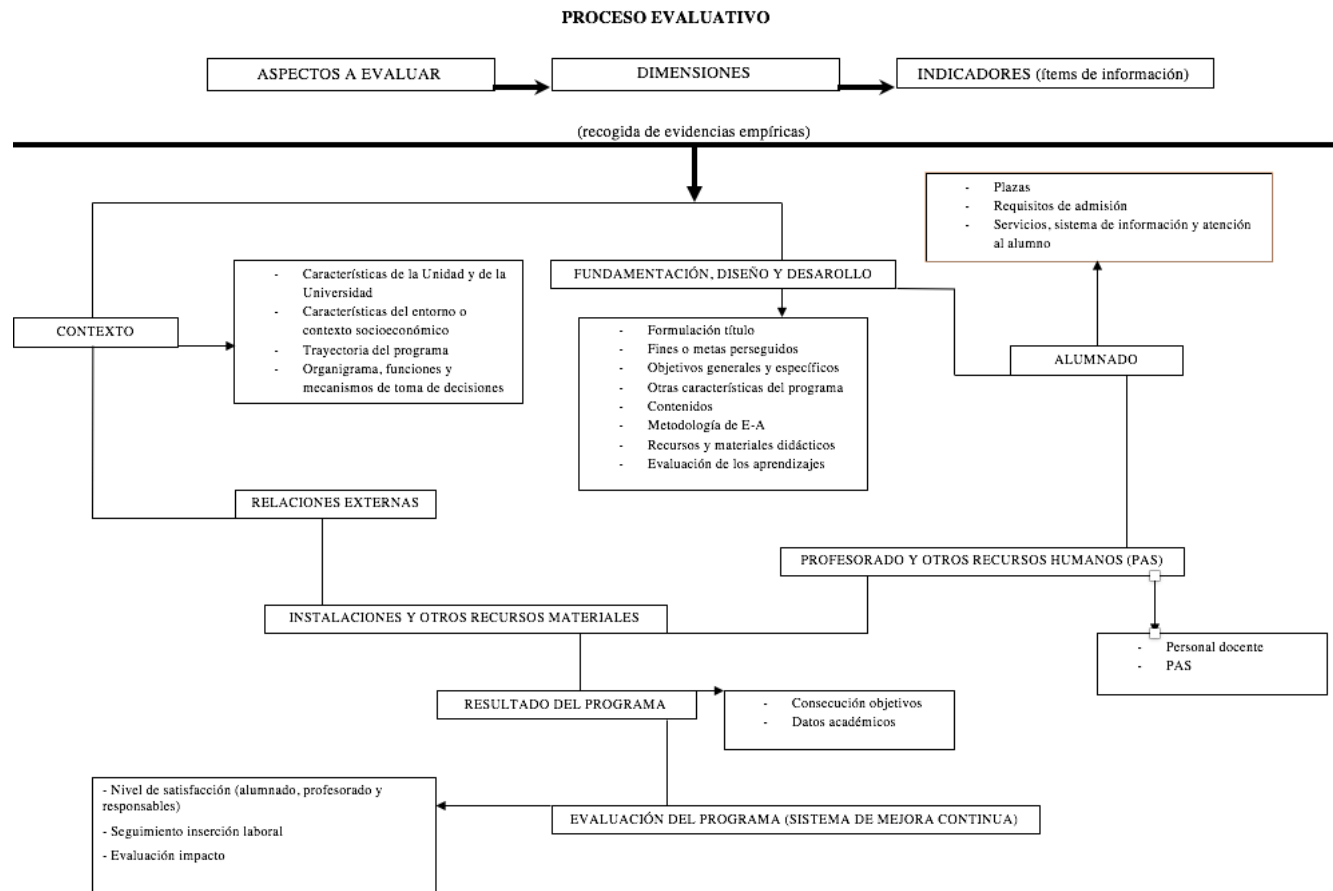 PROCESO EVALUATIVO
ASPECTOS A EVALUAR
DIMENSIONES
INDICADORES (ítems de información)
(recogida de evidencias empíricas)
- Plazas
- Requisitos de admisión
- Servicios, sistema de información y atención
al alumno
- Características de la Unidad y de la
Universidad
- Características del entorno o
contexto socioeconómico
- Trayectoria del programa
- Organigrama, funciones y
mecanismos de toma de decisiones
FUNDAMENTACIÓN, DISEÑO Y DESAROLLO
CONTEXTO
- Formulación título
- Fines o metas perseguidos
- Objetivos generales y específicos
- Otras características del programa
- Contenidos
- Metodología de E-A
- Recursos y materiales didácticos
- Evaluación de los aprendizajes
ALUMNADO
RELACIONES EXTERNAS
PROFESORADO Y OTROS RECURSOS HUMANOS (PAS)
INSTALACIONES Y OTROS RECURSOS MATERIALES
- Personal docente
- PAS
RESULTADO DEL PROGRAMA
- Consecución objetivos
- Datos académicos
- Nivel de satisfacción (alumnado, profesorado y
responsables)
- Seguimiento inserción laboral
- Evaluación impacto
EVALUACIÓN DEL PROGRAMA (SISTEMA DE MEJORA CONTINUA)